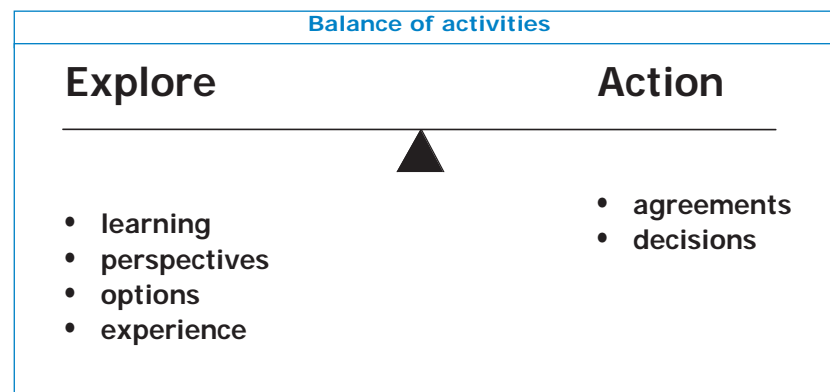 Balance of activities
Explore
Action
• learning
• perspectives
• options
• experience
• agreements
• decisions